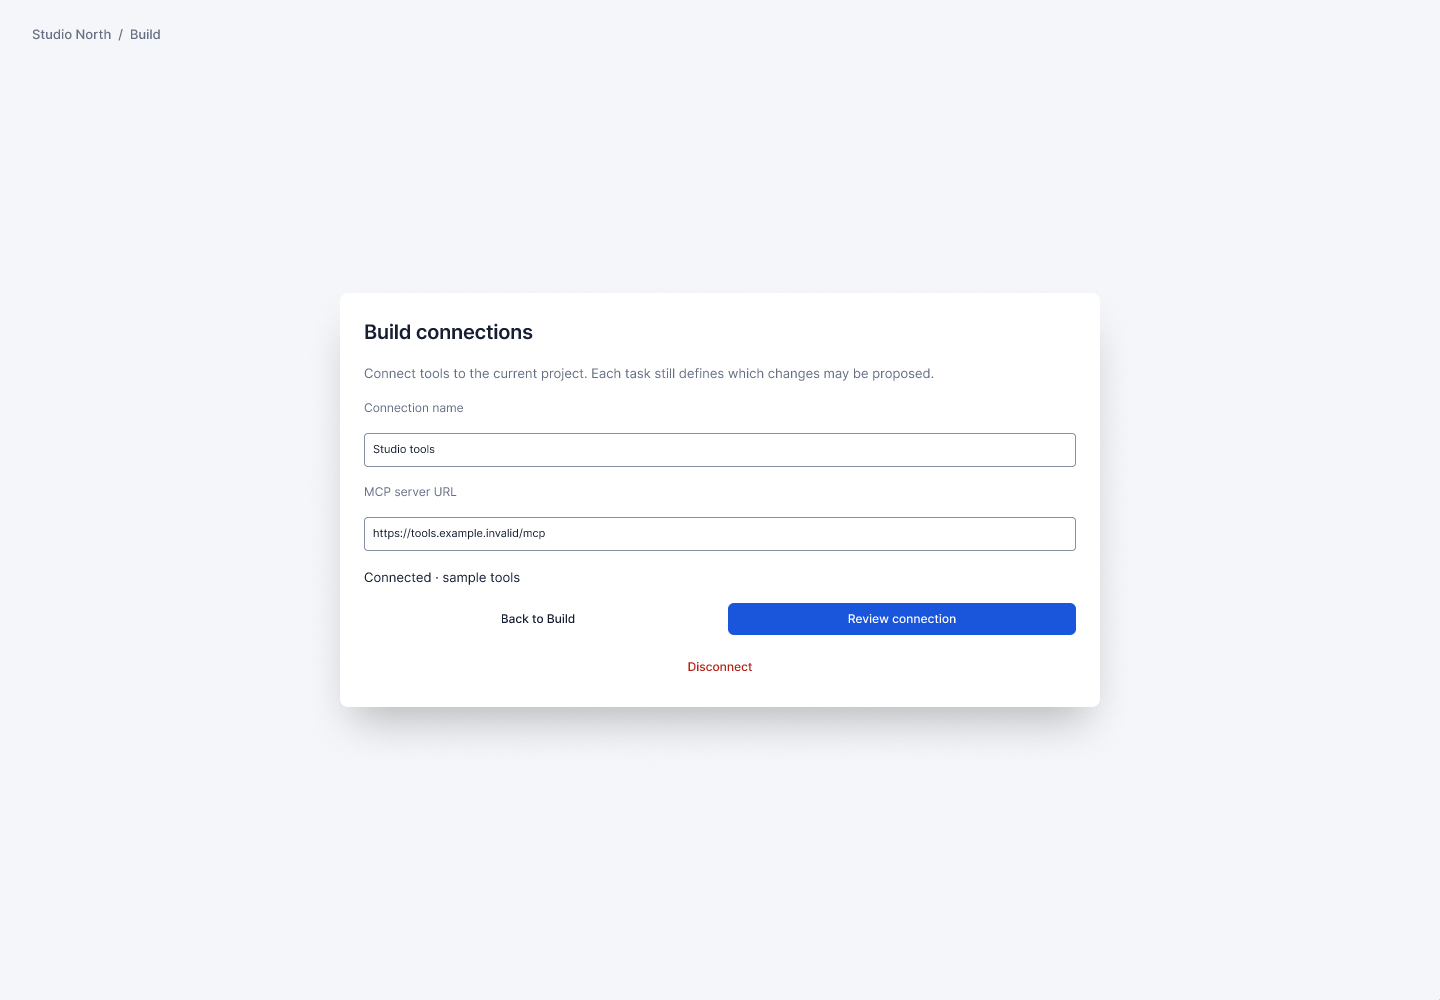 Studio North / Build
Build connections
Connect tools to the current project. Each task still defines which changes may be proposed.
Connection name
Studio tools
MCP server URL
https://tools.example.invalid/mcp
Connected · sample tools
Back to Build
Review connection
Disconnect